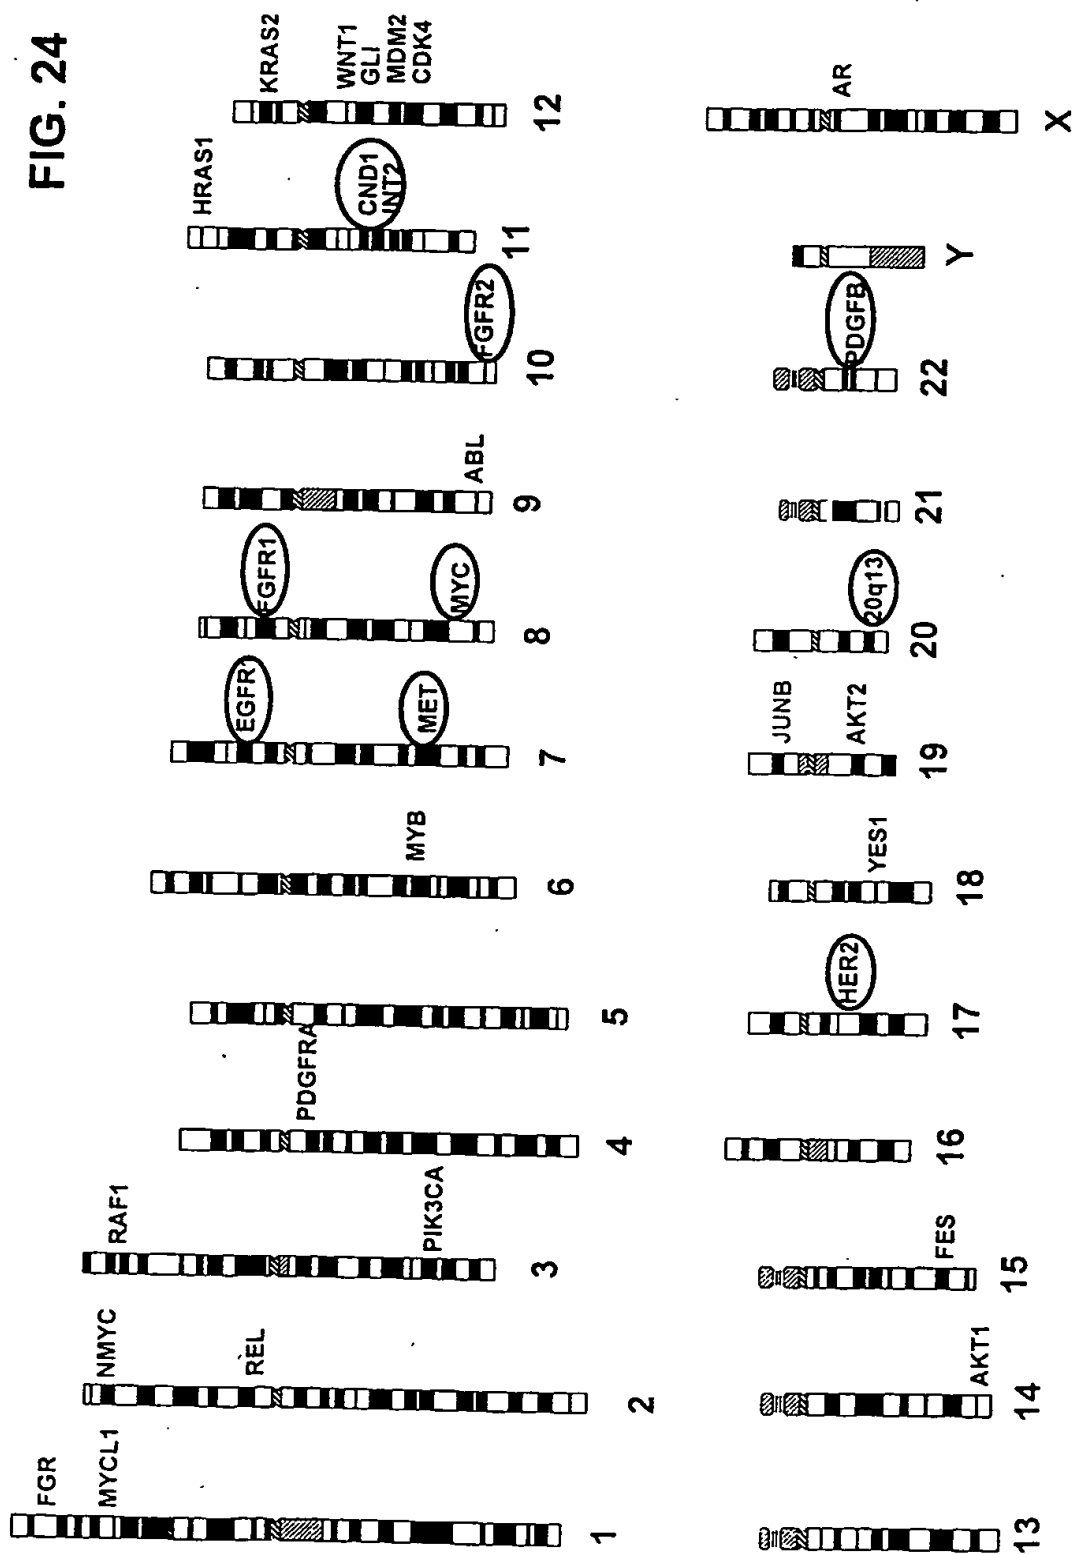 FIG. 24
FGR
MYCL1
1
NMYC
REL
2
RAF1
PIK3CA
3
PDGFRA
4
5
MYB
6
EGFR
MET
7
FGFR1
MYC
8
ABL
9
FGFR2
10
HRAS1
CND1
INT2
11
KRAS2
WNT1
GLI
MDM2
CDK4
12
13
AKT1
14
FES
15
16
HER2
17
YES1
18
JUNB
AKT2
19
20q13
20
21
PDGFB
22
Y
AR
X